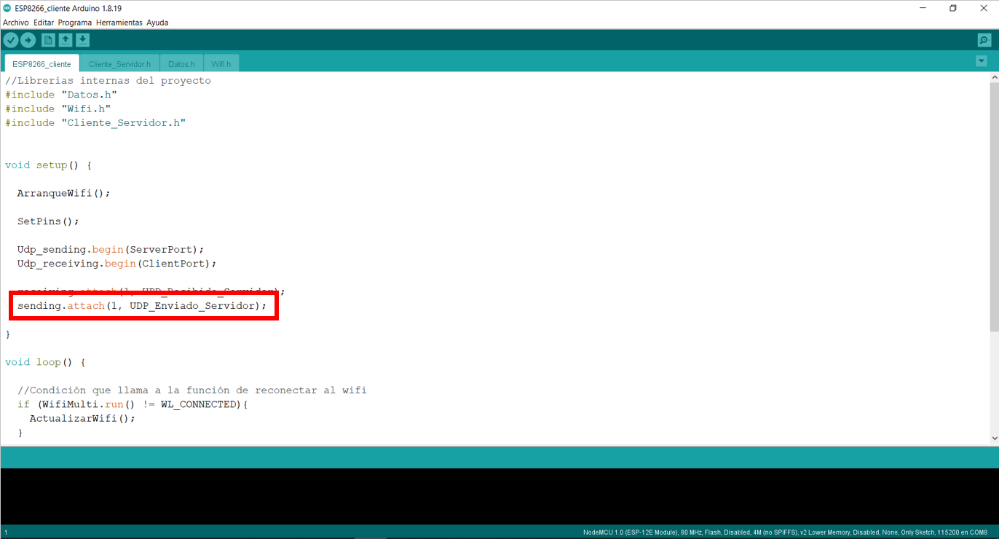 ESP8266_cliente Arduino 1.8.19
Archivo Editar Programa Herramientas Ayuda
ESP8266_cliente Cliente_Servidor.h Datos.h Wifi.h
//Librerias internas del proyecto
#include "Datos.h"
#include "Wifi.h"
#include "Cliente_Servidor.h"
void setup() {
ArranqueWifi();
SetPins();
Udp_sending.begin(ServerPort);
Udp_receiving.begin(ClientPort);
receiving.attach(1, UPD_Recibido_Servidor);
sending.attach(1, UDP_Enviado_Servidor);
}
void loop() {
//Condición que llama a la función de reconectar al wifi
if (WifiMulti.run() != WL_CONNECTED){
ActualizarWifi();
}
1 NodeMCU 1.0 (ESP-12E Module), 80 MHz, Flash, Disabled, 4M (no SPIFFS), v2 Lower Memory, Disabled, None, Only Sketch, 115200 en COM8